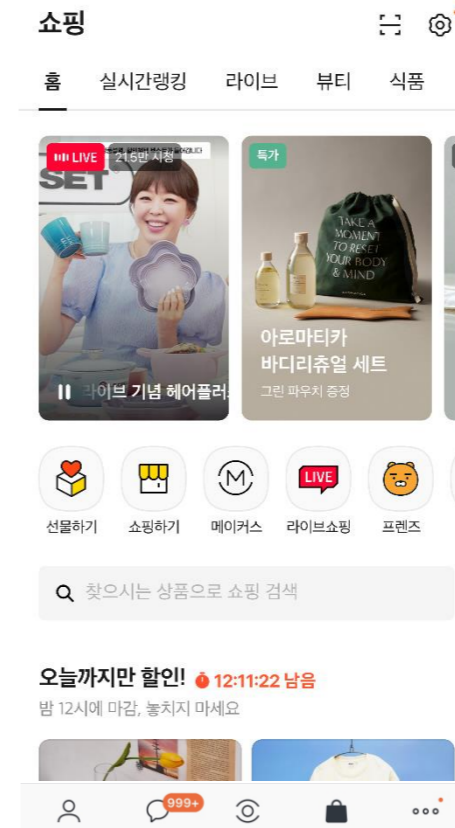 쇼핑
홈 실시간랭킹 라이브 뷰티 식품
LIVE 21.5만 시청
SET
라이브 기념 헤어플러스
특가
TAKE A
MOMENT
TO RESET
YOUR BODY
& MIND
아로마티카
바디리츄얼 세트
그린 파우치 증정
LIVE
선물하기 쇼핑하기 메이커스 라이브쇼핑 프렌즈
찾으시는 상품으로 쇼핑 검색
오늘까지만 할인! 12:11:22 남음
밤 12시에 마감, 놓치지 마세요
999+